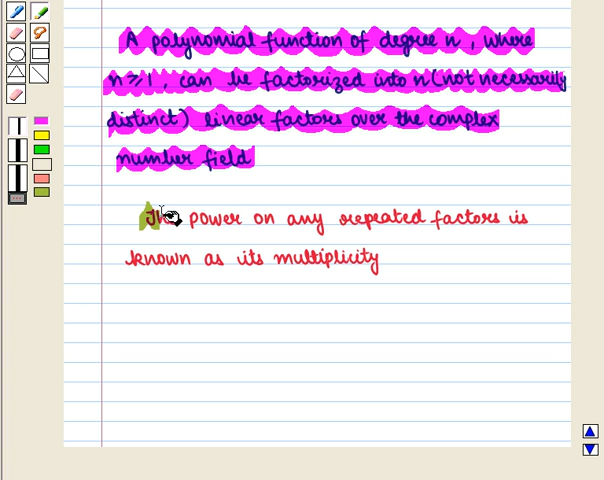 A polynomial function of degree n, where
n ≥ 1, can be factorized into n (not necessarily
distinct) linear factors over the complex
number field
The power on any repeated factors is
known as its multiplicity